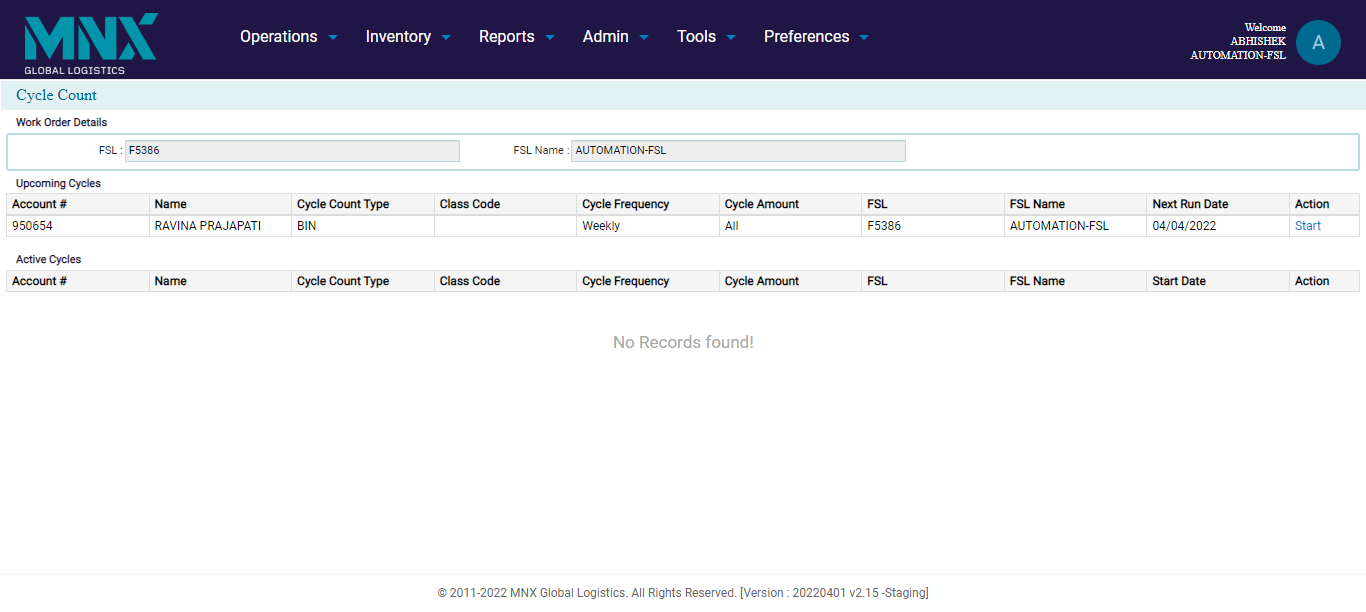 MNX
GLOBAL LOGISTICS
Operations Inventory Reports Admin Tools Preferences
Welcome
ABHISHEK
AUTOMATION-FSL
A
Cycle Count
Work Order Details
FSL : F5386 FSL Name : AUTOMATION-FSL
Upcoming Cycles
Account # Name Cycle Count Type Class Code Cycle Frequency Cycle Amount FSL FSL Name Next Run Date Action
950654 RAVINA PRAJAPATI BIN Weekly All F5386 AUTOMATION-FSL 04/04/2022 Start
Active Cycles
Account # Name Cycle Count Type Class Code Cycle Frequency Cycle Amount FSL FSL Name Start Date Action
No Records found!
© 2011-2022 MNX Global Logistics. All Rights Reserved. [Version : 20220401 v2.15 -Staging]